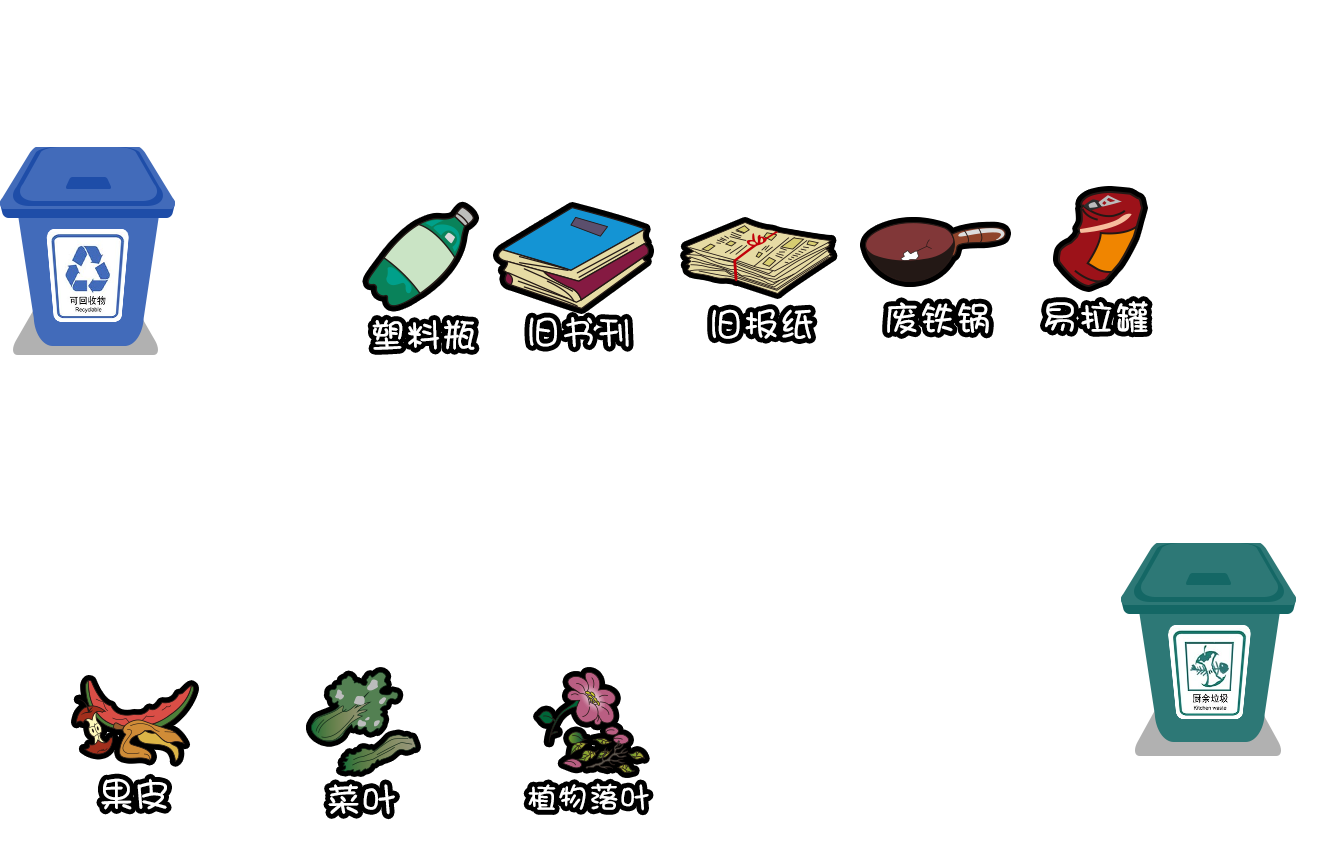 可回收物
Recyclable
塑料瓶
旧书刊
旧报纸
废铁锅
易拉罐
厨余垃圾
Kitchen waste
果皮
菜叶
植物落叶